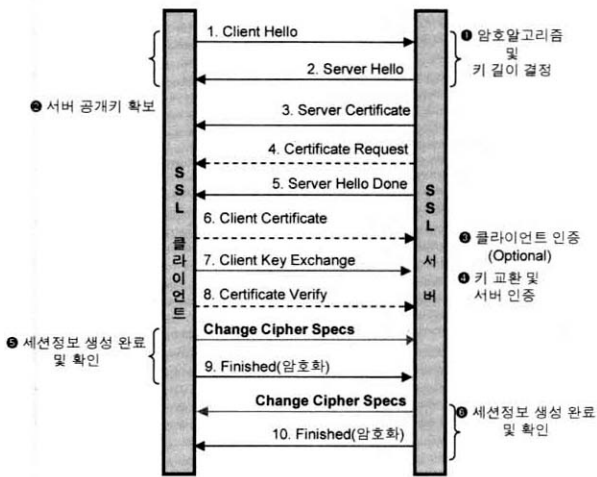 1. Client Hello
❶ 암호알고리즘
및
키 길이 결정
2. Server Hello
❷ 서버 공개키 확보
3. Server Certificate
4. Certificate Request
5. Server Hello Done
SSL 클라이언트
SSL 서버
6. Client Certificate
❸ 클라이언트 인증
(Optional)
7. Client Key Exchange
❹ 키 교환 및
서버 인증
8. Certificate Verify
Change Cipher Specs
❺ 세션정보 생성 완료
및 확인
9. Finished(암호화)
Change Cipher Specs
❻ 세션정보 생성 완료
및 확인
10. Finished(암호화)